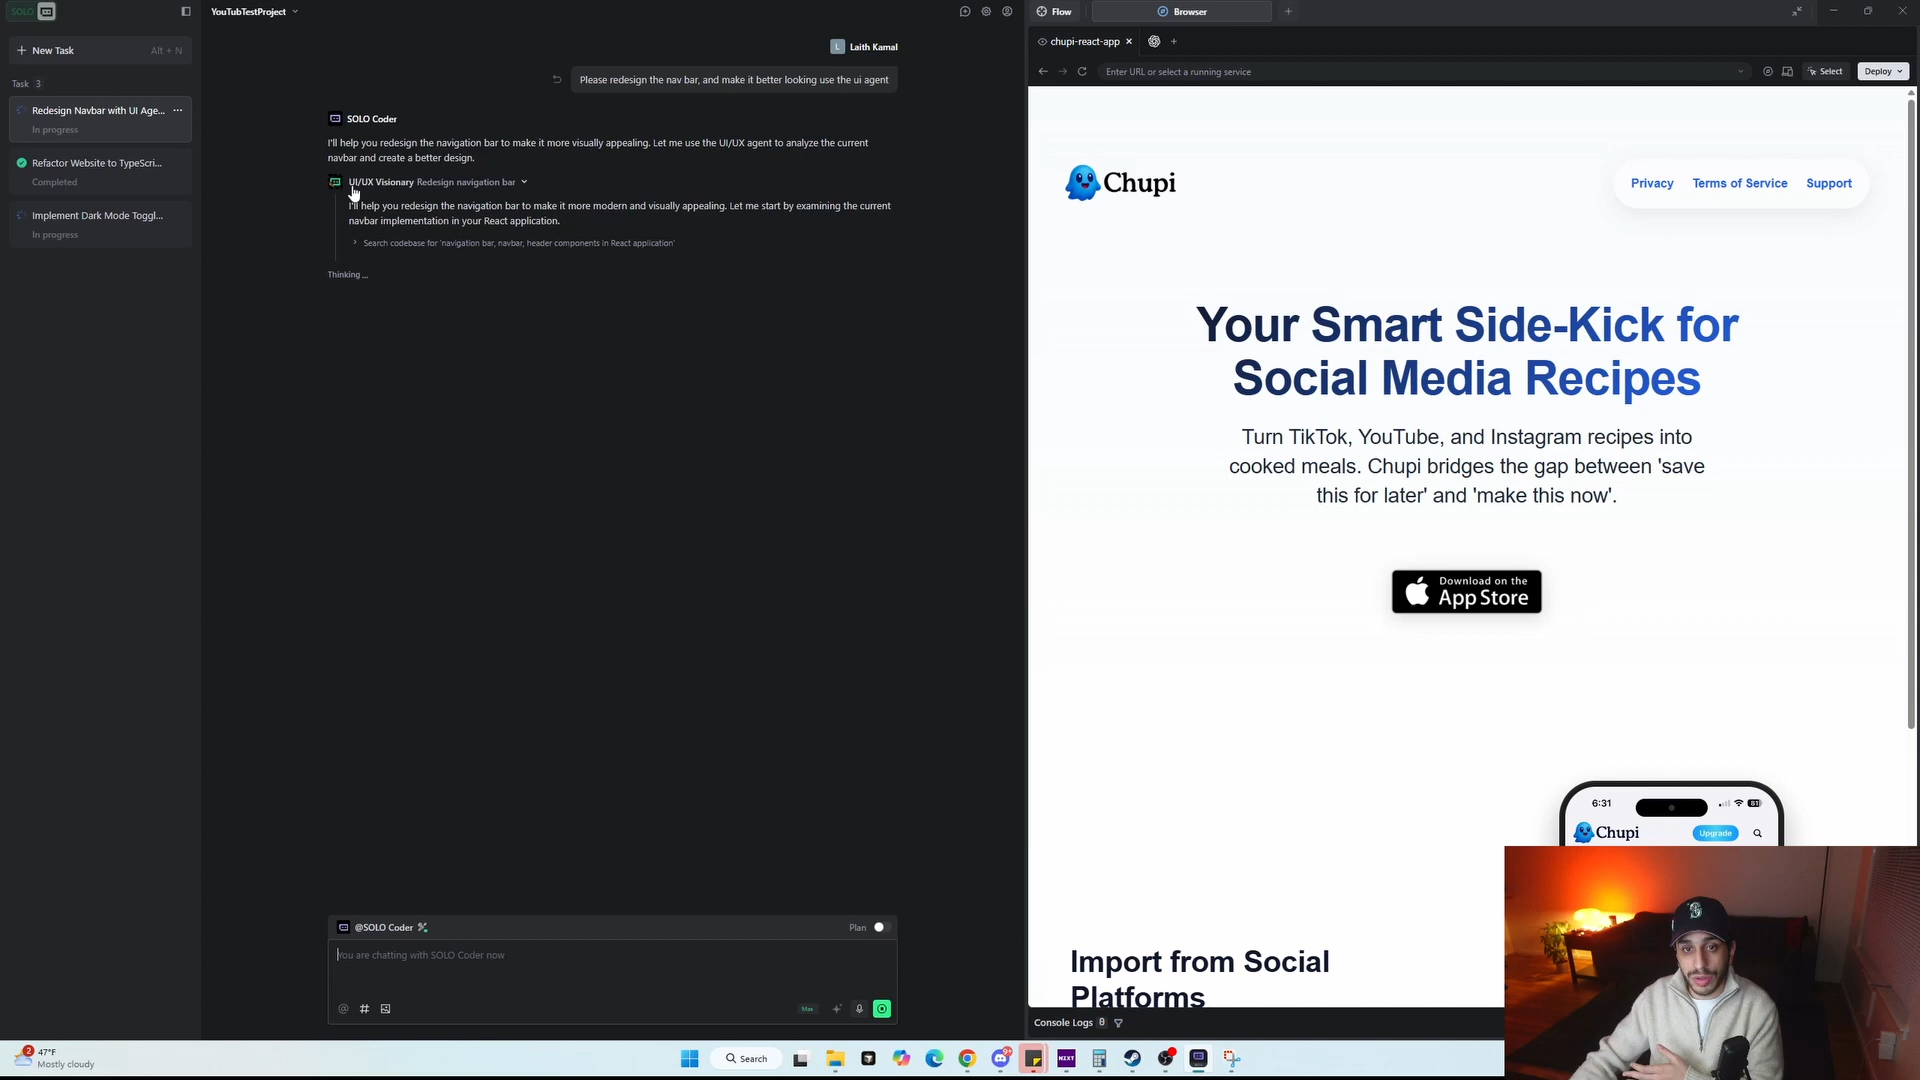 SOLO
YouTubTestProject
Flow
Browser
New Task
Alt + N
Task 3
Redesign Navbar with UI Age...
In progress
Refactor Website to TypeScri...
Completed
Implement Dark Mode Toggl...
In progress
L Laith Kamal
Please redesign the nav bar, and make it better looking use the ui agent
SOLO Coder
I'll help you redesign the navigation bar to make it more visually appealing. Let me use the UI/UX agent to analyze the current
navbar and create a better design.
UI/UX Visionary Redesign navigation bar
I'll help you redesign the navigation bar to make it more modern and visually appealing. Let me start by examining the current
navbar implementation in your React application.
Search codebase for 'navigation bar, navbar, header components in React application'
Thinking ...
@SOLO Coder
Plan
You are chatting with SOLO Coder now
Max
chupi-react-app
Enter URL or select a running service
Select
Deploy
Chupi
Privacy
Terms of Service
Support
Your Smart Side-Kick for
Social Media Recipes
Turn TikTok, YouTube, and Instagram recipes into
cooked meals. Chupi bridges the gap between 'save
this for later' and 'make this now'.
Download on the
App Store
6:31
81
Chupi
Upgrade
Import from Social
Platforms
Console Logs 0
2
47°F
Mostly cloudy
Search
9+
NZXT